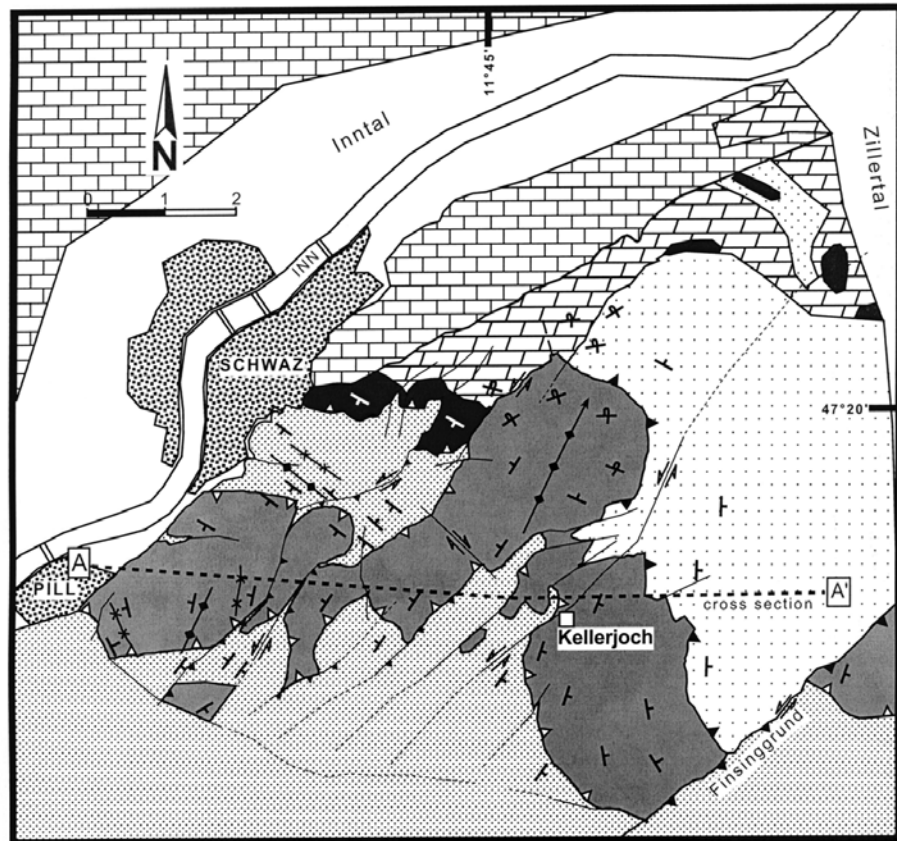 11°45'
Inntal
Zillertal
N
0 1 2
INN
SCHWAZ
47°20'
A
PILL
A'
cross section
Kellerjoch
Finsinggrund